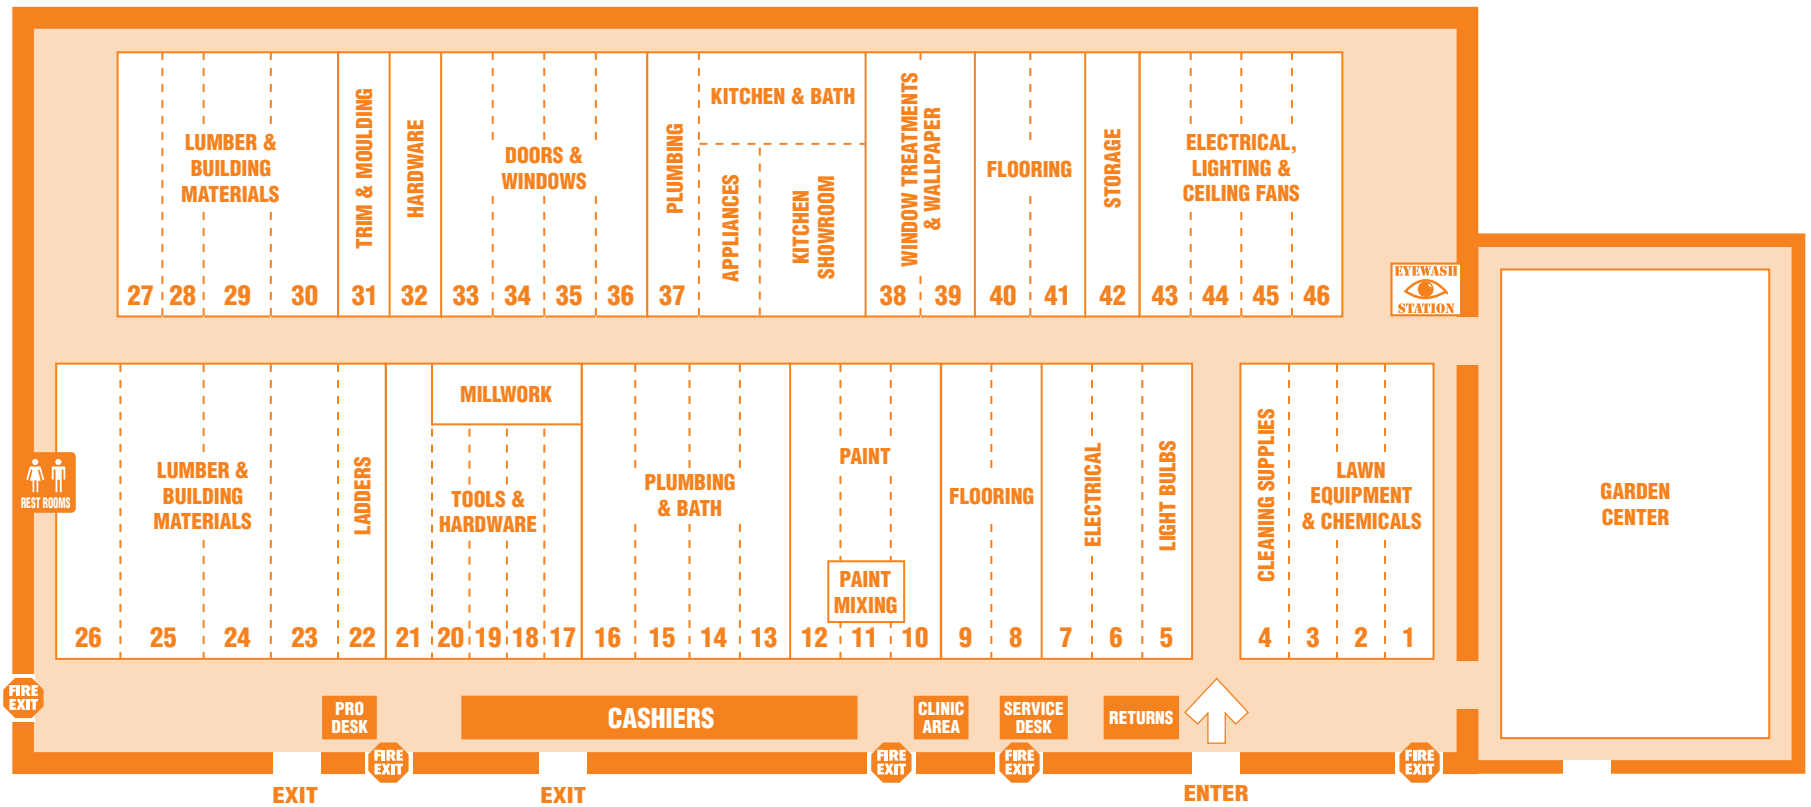 LUMBER &
BUILDING
MATERIALS
27 28 29 30
TRIM & MOULDING
31
HARDWARE
32
DOORS &
WINDOWS
33 34 35 36
PLUMBING
37
KITCHEN & BATH
APPLIANCES
KITCHEN
SHOWROOM
WINDOW TREATMENTS
& WALLPAPER
38 39
FLOORING
40 41
STORAGE
42
ELECTRICAL,
LIGHTING &
CEILING FANS
43 44 45 46
EYEWASH
STATION
REST ROOMS
LUMBER &
BUILDING
MATERIALS
LADDERS
26 25 24 23 22
MILLWORK
TOOLS &
HARDWARE
21 20 19 18 17
PLUMBING
& BATH
16 15 14 13
PAINT
PAINT
MIXING
12 11 10
FLOORING
9 8
ELECTRICAL
LIGHT BULBS
7 6 5
CLEANING SUPPLIES
LAWN
EQUIPMENT
& CHEMICALS
4 3 2 1
GARDEN
CENTER
FIRE
EXIT
PRO
DESK
CASHIERS
CLINIC
AREA
SERVICE
DESK
RETURNS
FIRE
EXIT
FIRE
EXIT
FIRE
EXIT
FIRE
EXIT
EXIT
EXIT
ENTER